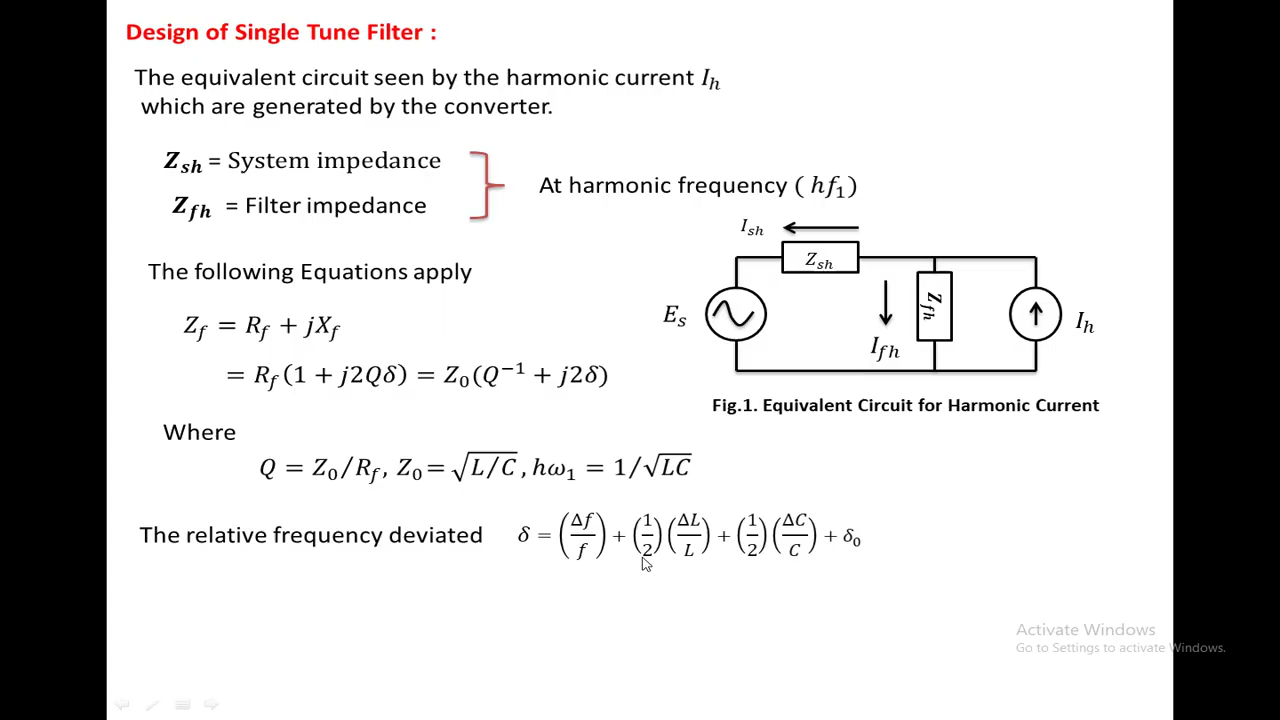 Design of Single Tune Filter :
The equivalent circuit seen by the harmonic current I_h
which are generated by the converter.
Z_sh = System impedance
Z_fh = Filter impedance
At harmonic frequency ( hf_1)
The following Equations apply
Z_f = R_f + jX_f
= R_f(1 + j2Qδ) = Z_0(Q^−1 + j2δ)
I_sh
Z_sh
E_s
Z_fh
I_fh
I_h
Fig.1. Equivalent Circuit for Harmonic Current
Where
Q = Z_0/R_f, Z_0 = √(L/C), hω_1 = 1/√(LC)
The relative frequency deviated δ = (Δf/f) + (1/2)(ΔL/L) + (1/2)(ΔC/C) + δ_0
Activate Windows
Go to Settings to activate Windows.